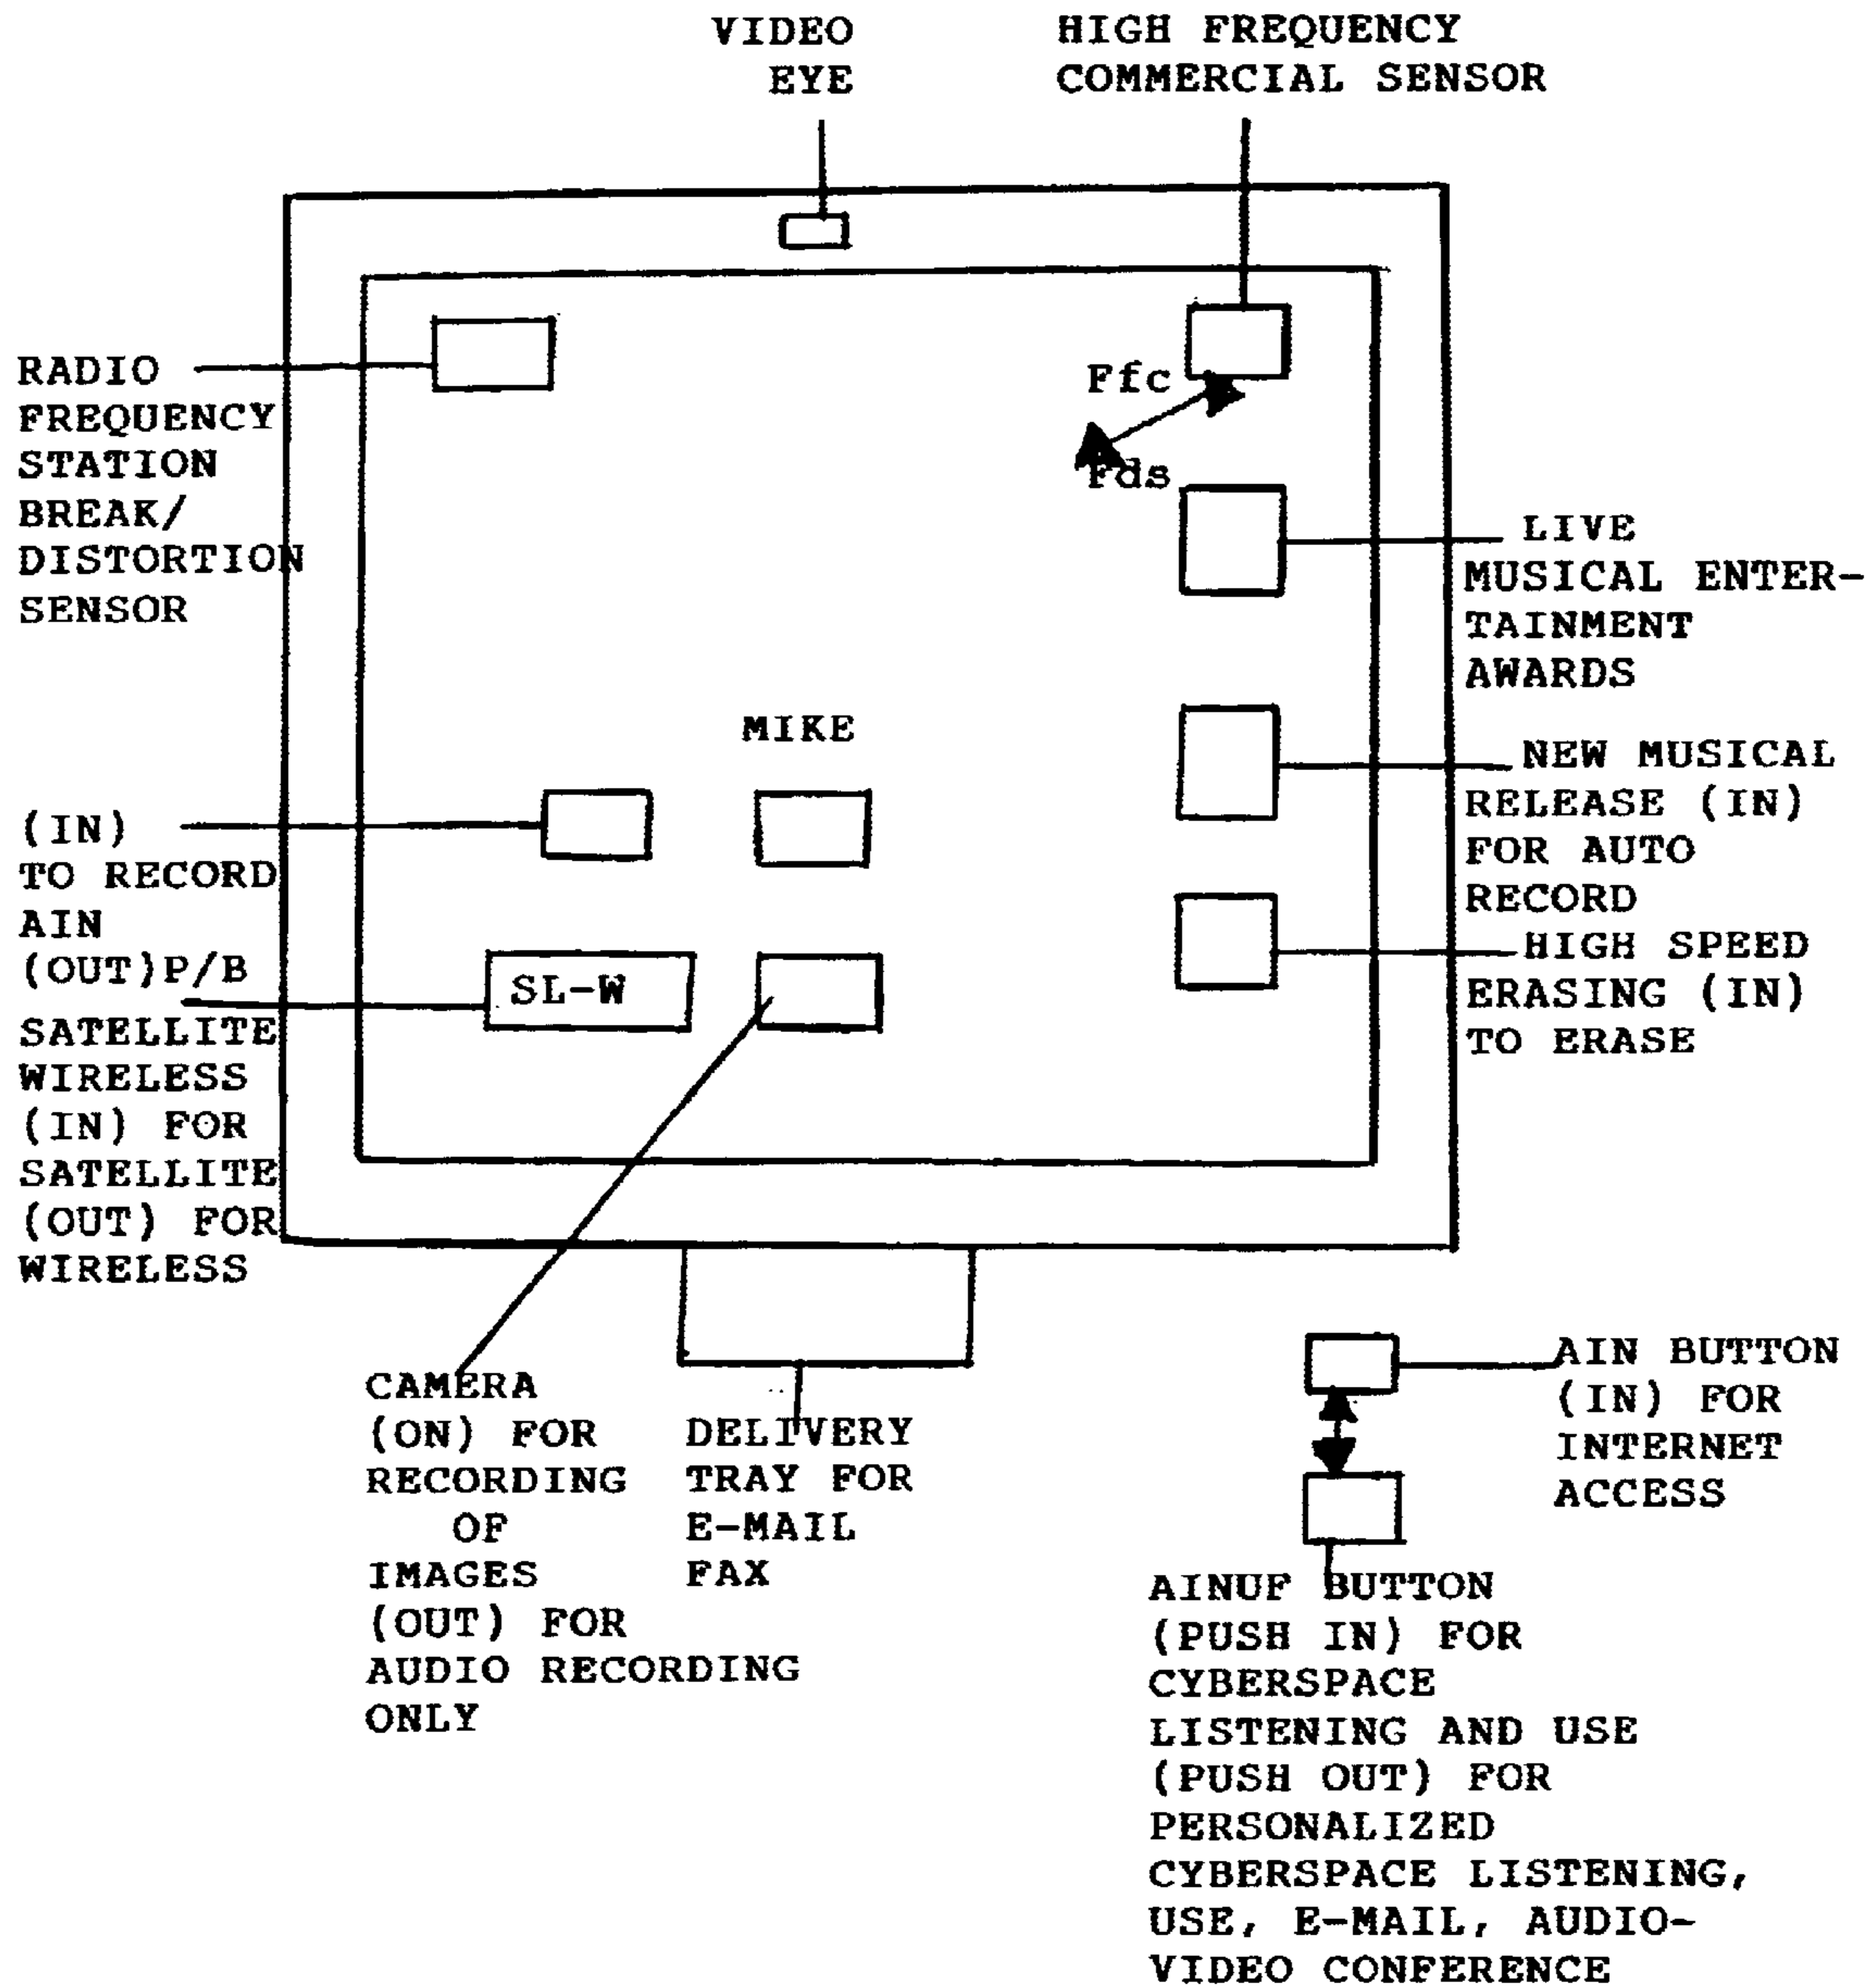 VIDEO
EYE
HIGH FREQUENCY
COMMERCIAL SENSOR
RADIO
FREQUENCY
STATION
BREAK/
DISTORTION
SENSOR
Ffc
Fds
LIVE
MUSICAL ENTER-
TAINMENT
AWARDS
MIKE
NEW MUSICAL
RELEASE (IN)
FOR AUTO
RECORD
(IN)
TO RECORD
AIN
(OUT)P/B
SL-W
HIGH SPEED
ERASING (IN)
TO ERASE
SATELLITE
WIRELESS
(IN) FOR
SATELLITE
(OUT) FOR
WIRELESS
CAMERA
(ON) FOR
RECORDING
OF
IMAGES
(OUT) FOR
AUDIO RECORDING
ONLY
DELIVERY
TRAY FOR
E-MAIL
FAX
AIN BUTTON
(IN) FOR
INTERNET
ACCESS
AINUF BUTTON
(PUSH IN) FOR
CYBERSPACE
LISTENING AND USE
(PUSH OUT) FOR
PERSONALIZED
CYBERSPACE LISTENING,
USE, E-MAIL, AUDIO-
VIDEO CONFERENCE